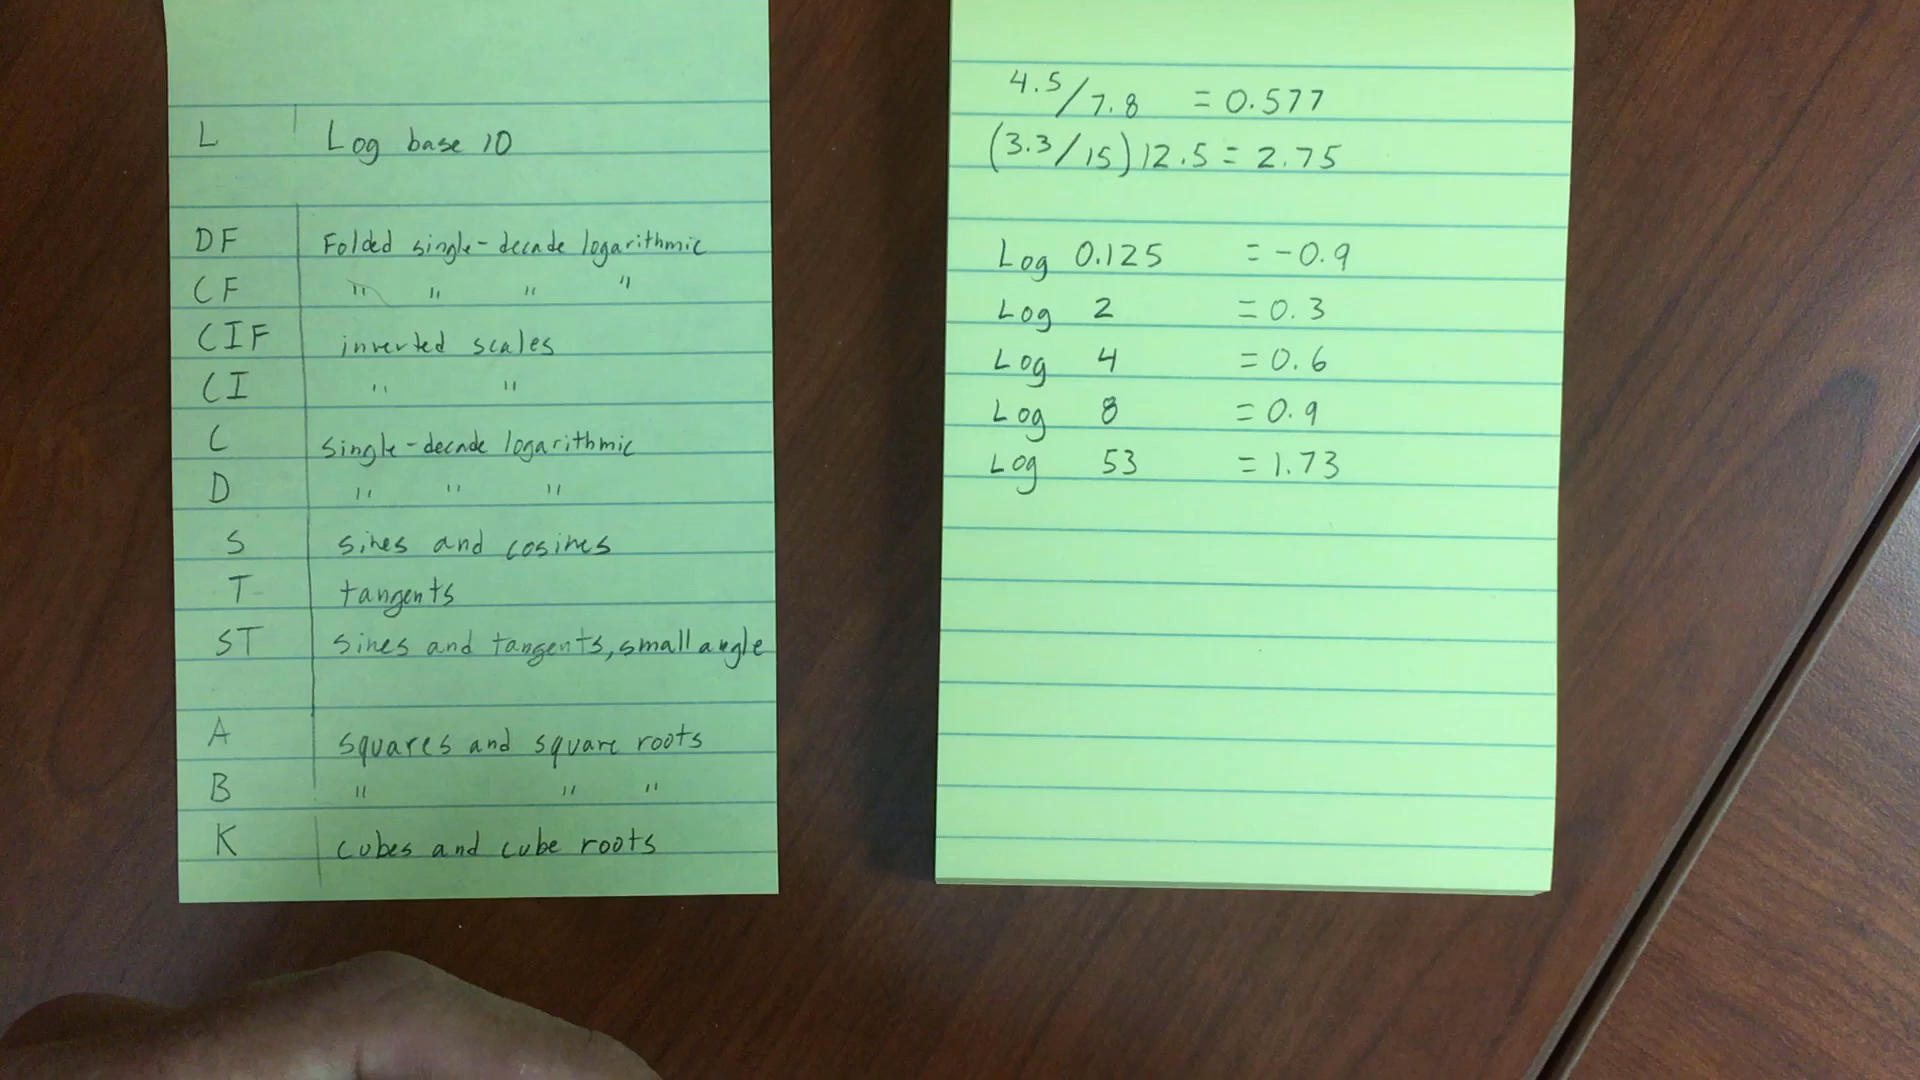 L Log base 10
DF Folded single-decade logarithmic
CF " " " "
CIF inverted scales
CI " "
C single-decade logarithmic
D " " "
S sines and cosines
T tangents
ST sines and tangents, small angle
A squares and square roots
B " " "
K cubes and cube roots
4.5/7.8 = 0.577
(3.3/15)12.5 = 2.75
Log 0.125 = -0.9
Log 2 = 0.3
Log 4 = 0.6
Log 8 = 0.9
Log 53 = 1.73